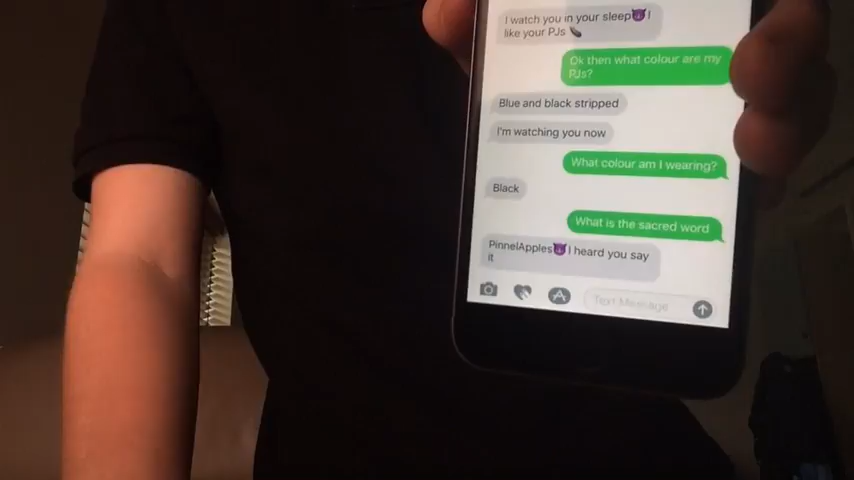 I watch you in your sleep😈I
like your PJs 🍆
Ok then what colour are my
PJs?
Blue and black stripped
I'm watching you now
What colour am I wearing?
Black
What is the sacred word
PinnelApples😈I heard you say
it
Text Message